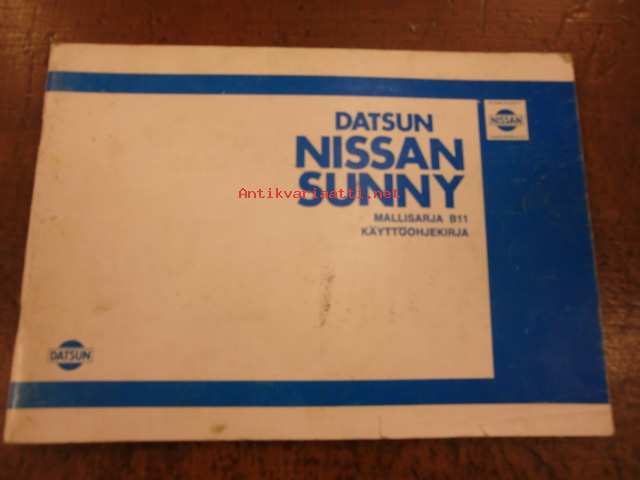 DATSUN
NISSAN
NISSAN
SUNNY
Antikvariaatti.net
MALLISARJA B11
KÄYTTÖOHJEKIRJA
DATSUN